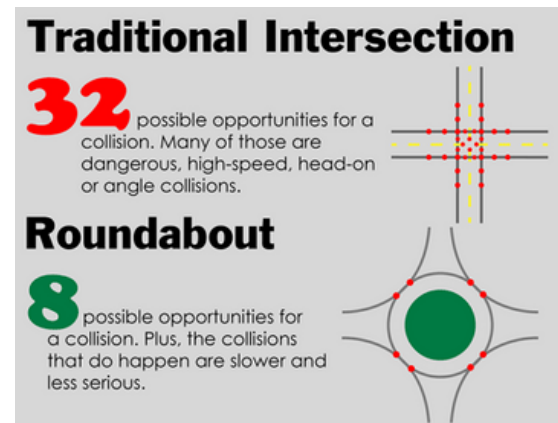 Traditional Intersection
32 possible opportunities for a
collision. Many of those are
dangerous, high-speed, head-on
or angle collisions.
Roundabout
8 possible opportunities for
a collision. Plus, the collisions
that do happen are slower and
less serious.